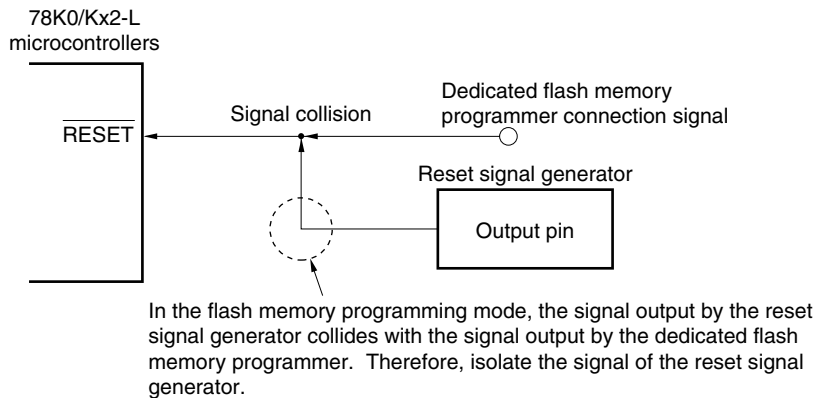 78K0/Kx2-L
microcontrollers
Dedicated flash memory
programmer connection signal
Signal collision
RESET
Reset signal generator
Output pin
In the flash memory programming mode, the signal output by the reset
signal generator collides with the signal output by the dedicated flash
memory programmer.  Therefore, isolate the signal of the reset signal
generator.